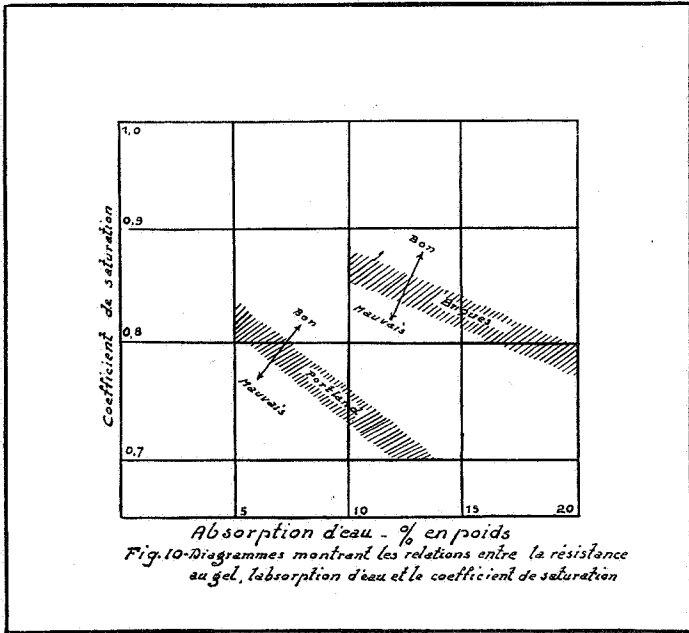 1,0
0,9
0,8
0,7
Coefficient de saturation
Bon
Mauvais
Briques
Bon
Mauvais
Portland
5
10
15
20
Absorption d'eau - % en poids
Fig.10-Diagrammes montrant les relations entre la résistance
au gel, l'absorption d'eau et le coefficient de saturation